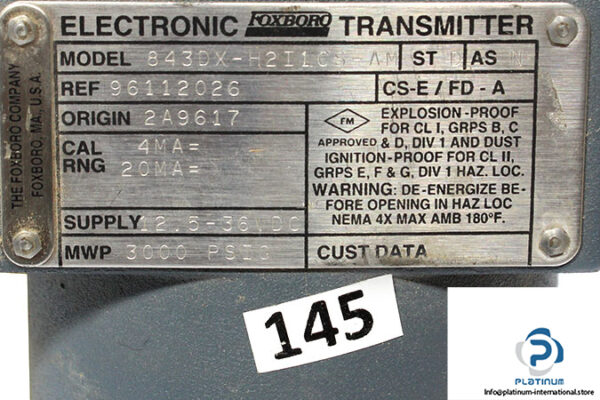 ELECTRONIC FOXBORO TRANSMITTER
MODEL 843DX-H2I1CS-AM ST D AS N
REF 96112026 CS-E / FD - A
ORIGIN 2A9617
CAL 4MA=
RNG 20MA=
SUPPLY 12.5-36VDC
MWP 3000 PSIG
FM
APPROVED
EXPLOSION-PROOF
FOR CL I, GRPS B, C
& D, DIV 1 AND DUST
IGNITION-PROOF FOR CL II,
GRPS E, F & G, DIV 1 HAZ. LOC.
WARNING: DE-ENERGIZE BE-
FORE OPENING IN HAZ LOC
NEMA 4X MAX AMB 180°F.
CUST DATA
THE FOXBORO COMPANY
FOXBORO, MA., U.S.A.
145
PLATINUM
info@platinum-international.store